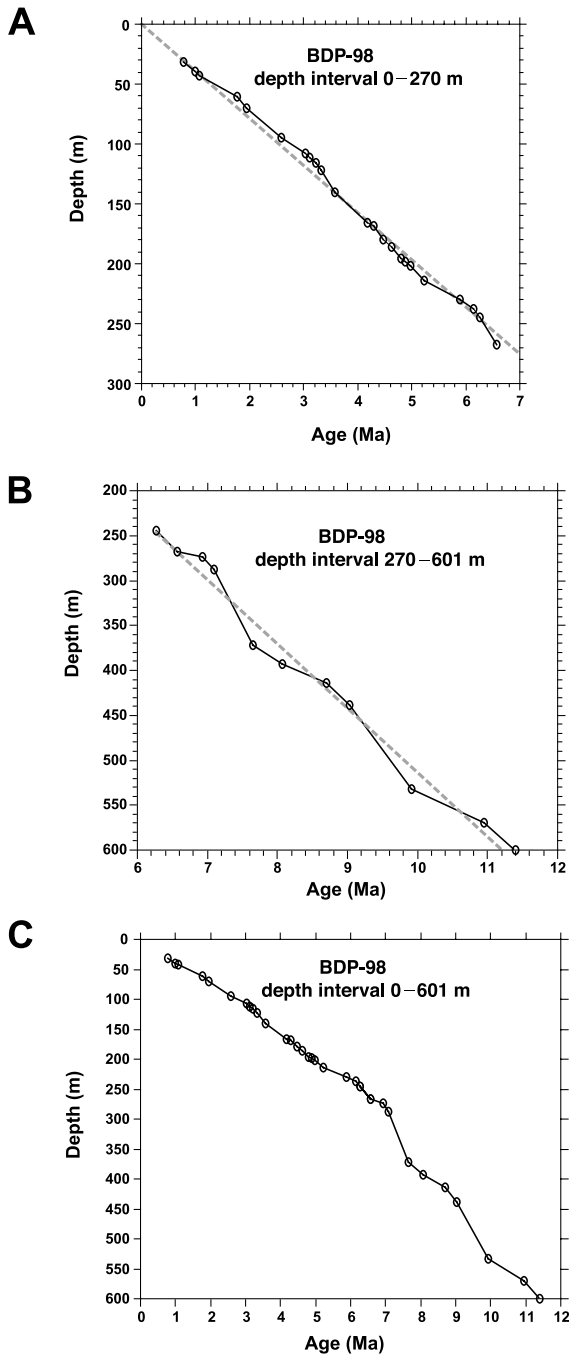 A
BDP-98
depth interval 0–270 m
Depth (m)
0
50
100
150
200
250
300
0 1 2 3 4 5 6 7
Age (Ma)
B
BDP-98
depth interval 270–601 m
Depth (m)
200
250
300
350
400
450
500
550
600
6 7 8 9 10 11 12
Age (Ma)
C
BDP-98
depth interval 0–601 m
Depth (m)
0
50
100
150
200
250
300
350
400
450
500
550
600
0 1 2 3 4 5 6 7 8 9 10 11 12
Age (Ma)